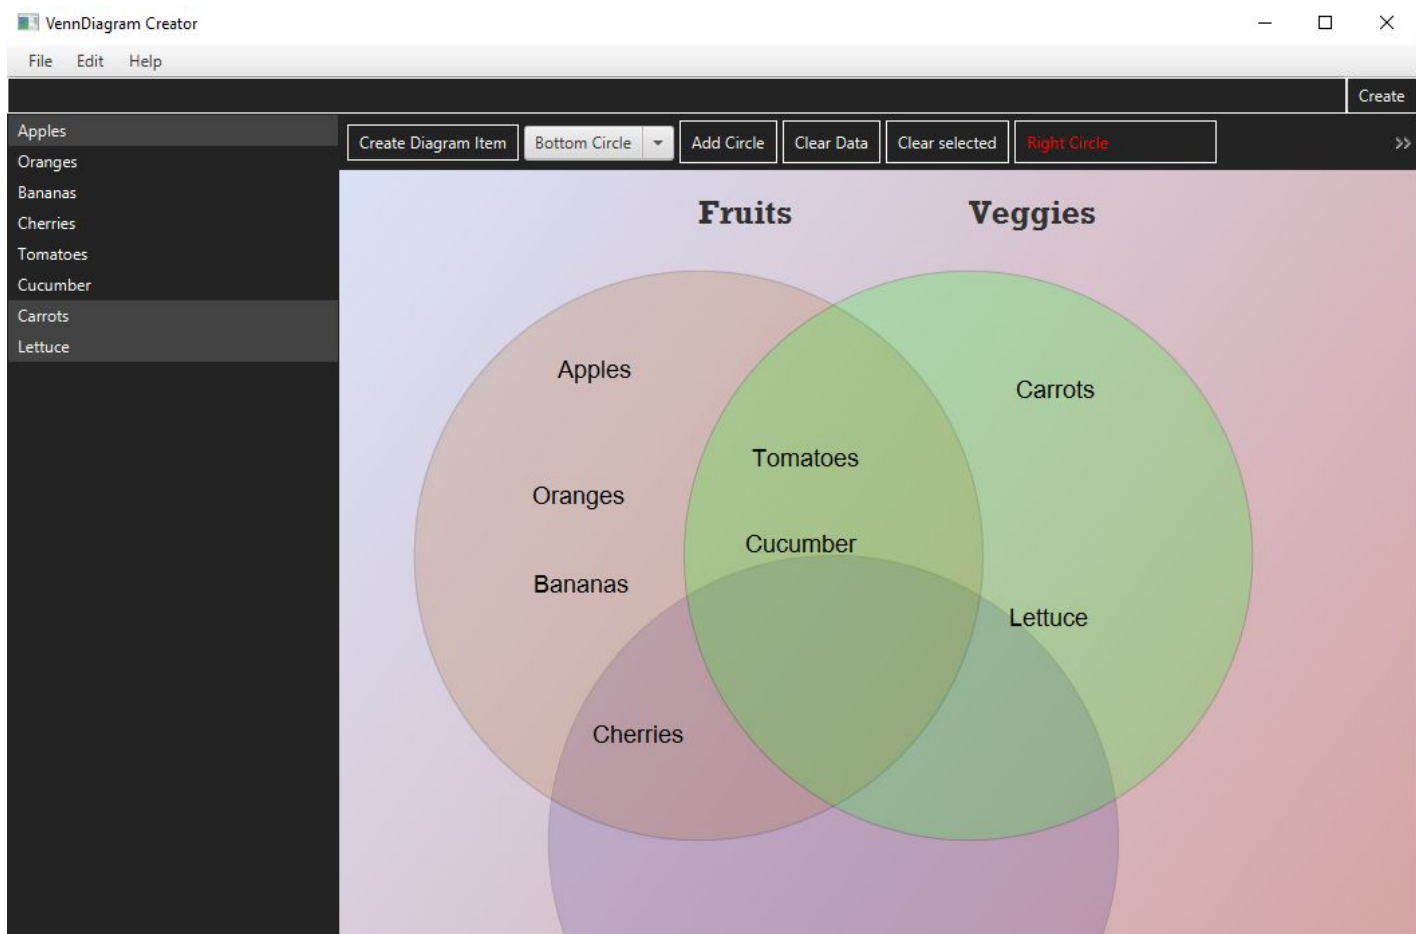 VennDiagram Creator
File Edit Help
Create
Apples
Oranges
Bananas
Cherries
Tomatoes
Cucumber
Carrots
Lettuce
Create Diagram Item Bottom Circle Add Circle Clear Data Clear selected Right Circle
Fruits Veggies
Apples
Carrots
Tomatoes
Oranges
Cucumber
Bananas
Lettuce
Cherries